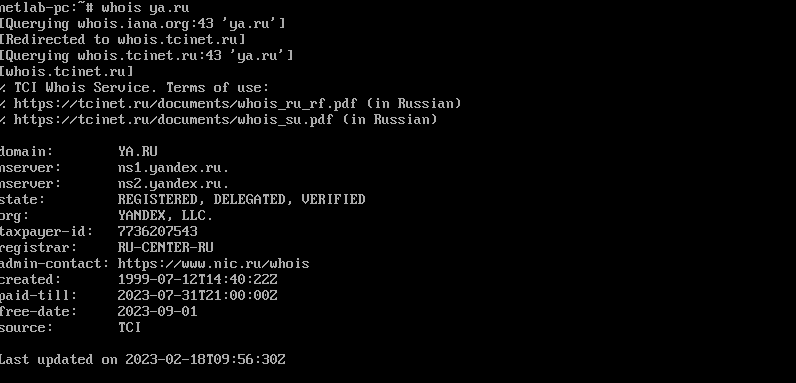 netlab-pc:~# whois ya.ru
[Querying whois.iana.org:43 'ya.ru']
[Redirected to whois.tcinet.ru]
[Querying whois.tcinet.ru:43 'ya.ru']
[whois.tcinet.ru]
% TCI Whois Service. Terms of use:
% https://tcinet.ru/documents/whois_ru_rf.pdf (in Russian)
% https://tcinet.ru/documents/whois_su.pdf (in Russian)
domain: YA.RU
nserver: ns1.yandex.ru.
nserver: ns2.yandex.ru.
state: REGISTERED, DELEGATED, VERIFIED
org: YANDEX, LLC.
taxpayer-id: 7736207543
registrar: RU-CENTER-RU
admin-contact: https://www.nic.ru/whois
created: 1999-07-12T14:40:22Z
paid-till: 2023-07-31T21:00:00Z
free-date: 2023-09-01
source: TCI
Last updated on 2023-02-18T09:56:30Z